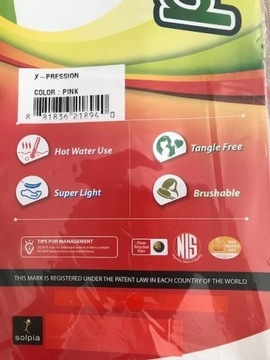 X-PRESSION
COLOR : PINK
8 81836 21894 0
Hot Water Use
Tangle Free
Super Light
Brushable
TIPS FOR MANAGEMENT
NIS
THIS MARK IS REGISTERED UNDER THE PATENT LAW IN EACH COUNTRY OF THE WORLD
solpia